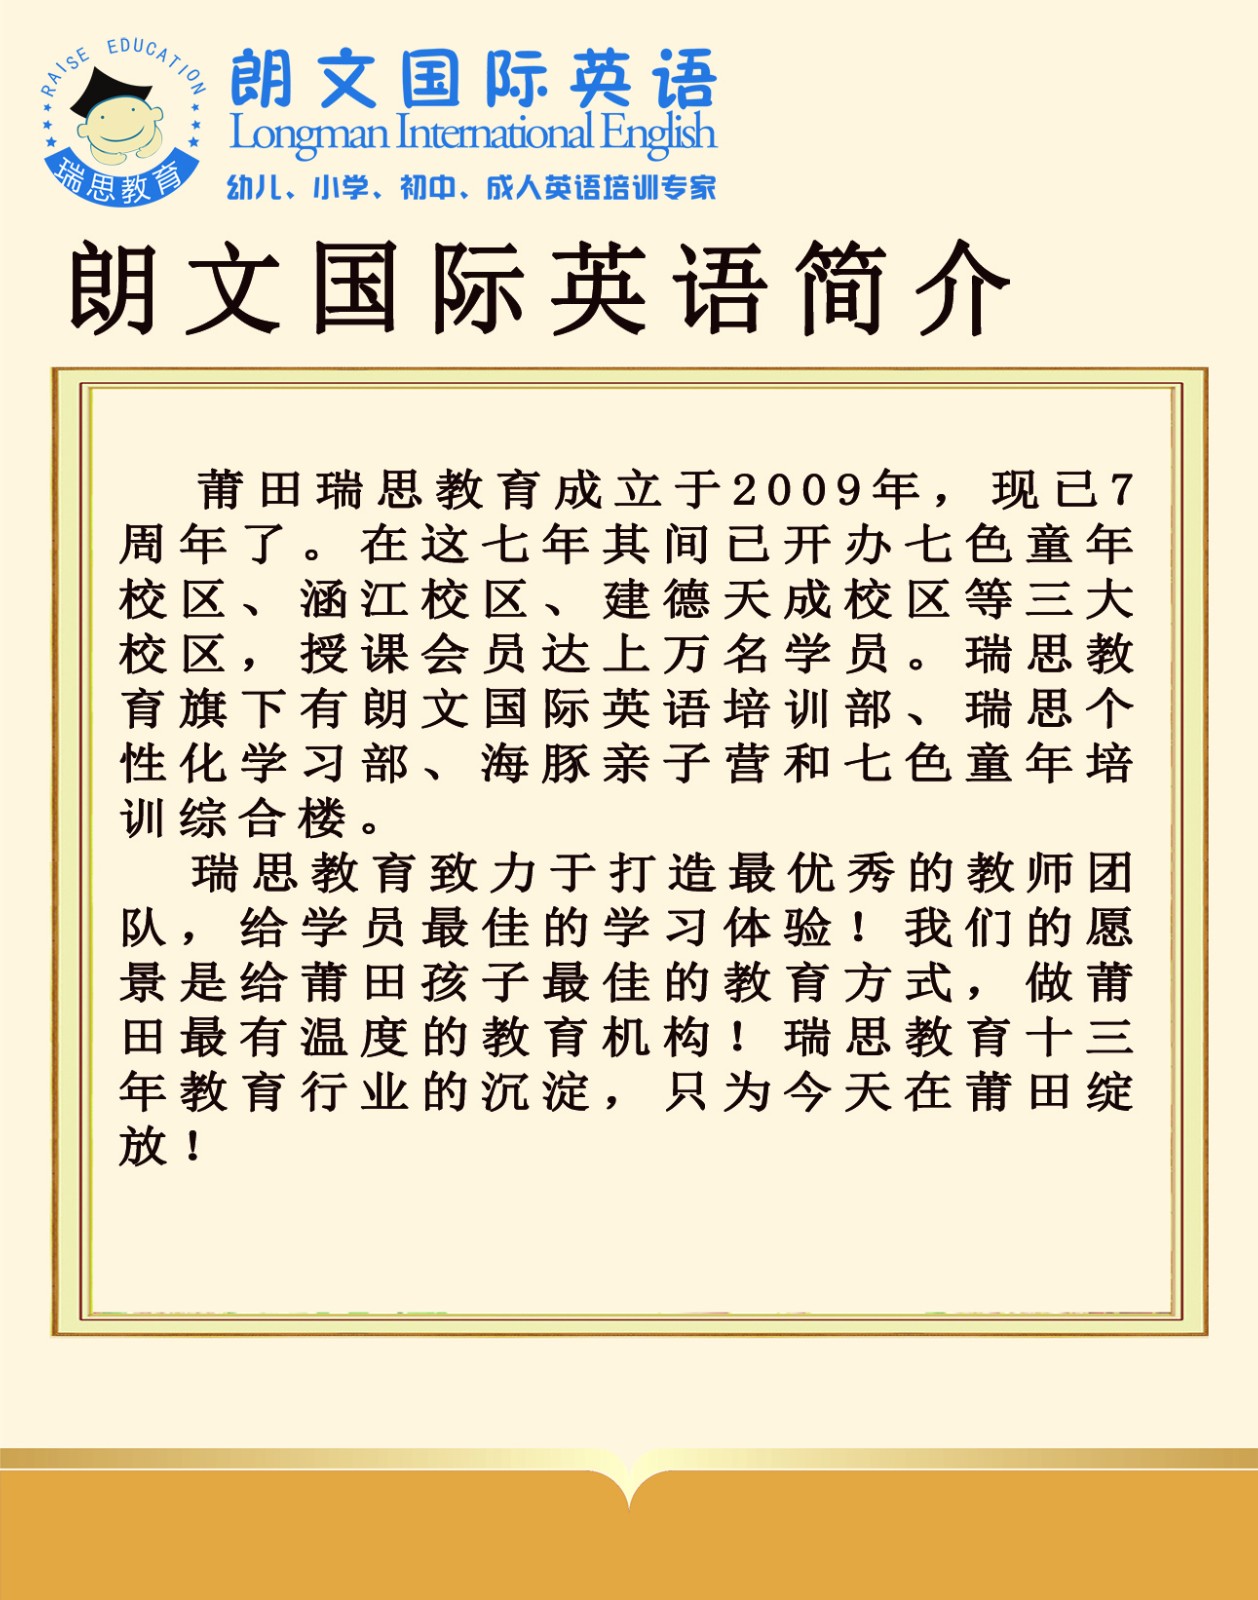 RAISE EDUCATION
瑞思教育
朗文国际英语
Longman International English
幼儿、小学、初中、成人英语培训专家
朗文国际英语简介
莆田瑞思教育成立于2009年，现已7
周年了。在这七年其间已开办七色童年
校区、涵江校区、建德天成校区等三大
校区，授课会员达上万名学员。瑞思教
育旗下有朗文国际英语培训部、瑞思个
性化学习部、海豚亲子营和七色童年培
训综合楼。
瑞思教育致力于打造最优秀的教师团
队，给学员最佳的学习体验！我们的愿
景是给莆田孩子最佳的教育方式，做莆
田最有温度的教育机构！瑞思教育十三
年教育行业的沉淀，只为今天在莆田绽
放！